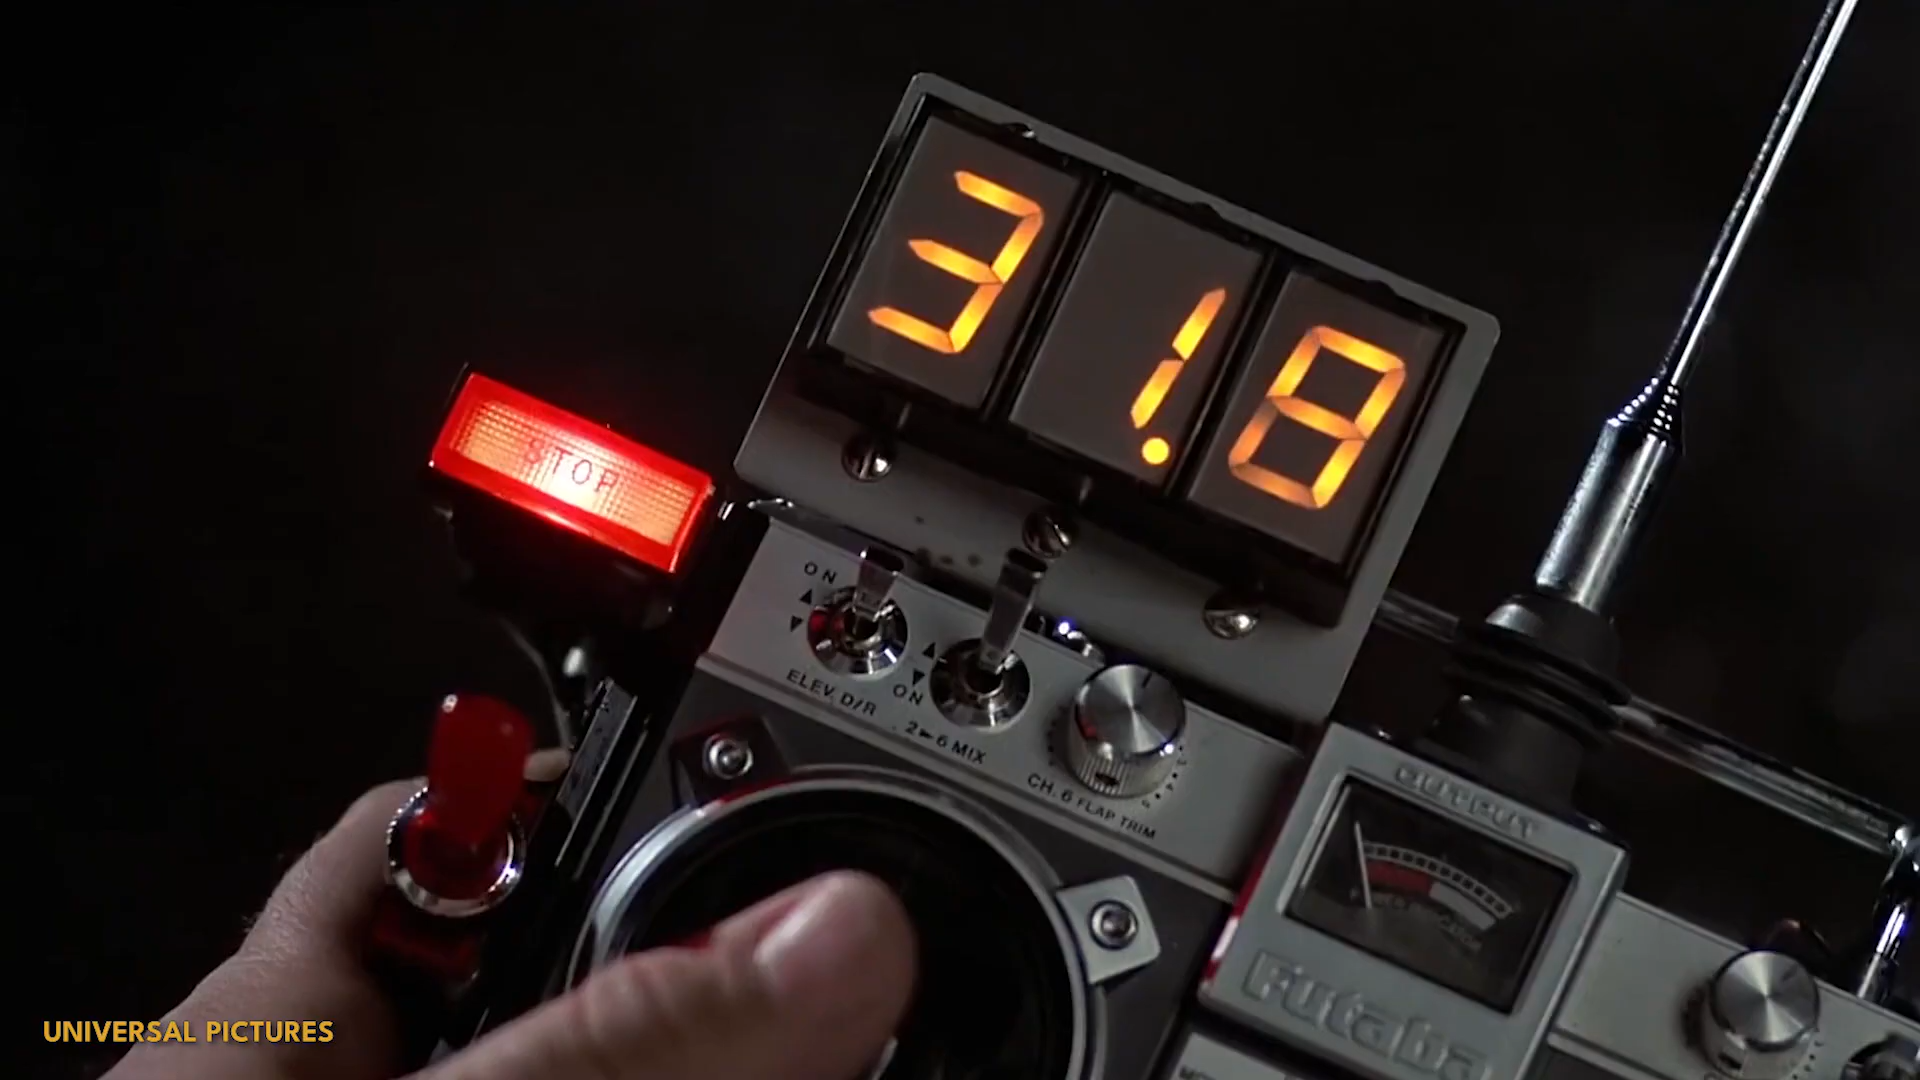 31.8
STOP
ON
ELEV. D/R
ON
2►6 MIX
CH. 6 FLAP TRIM
OUTPUT
Futaba
UNIVERSAL PICTURES